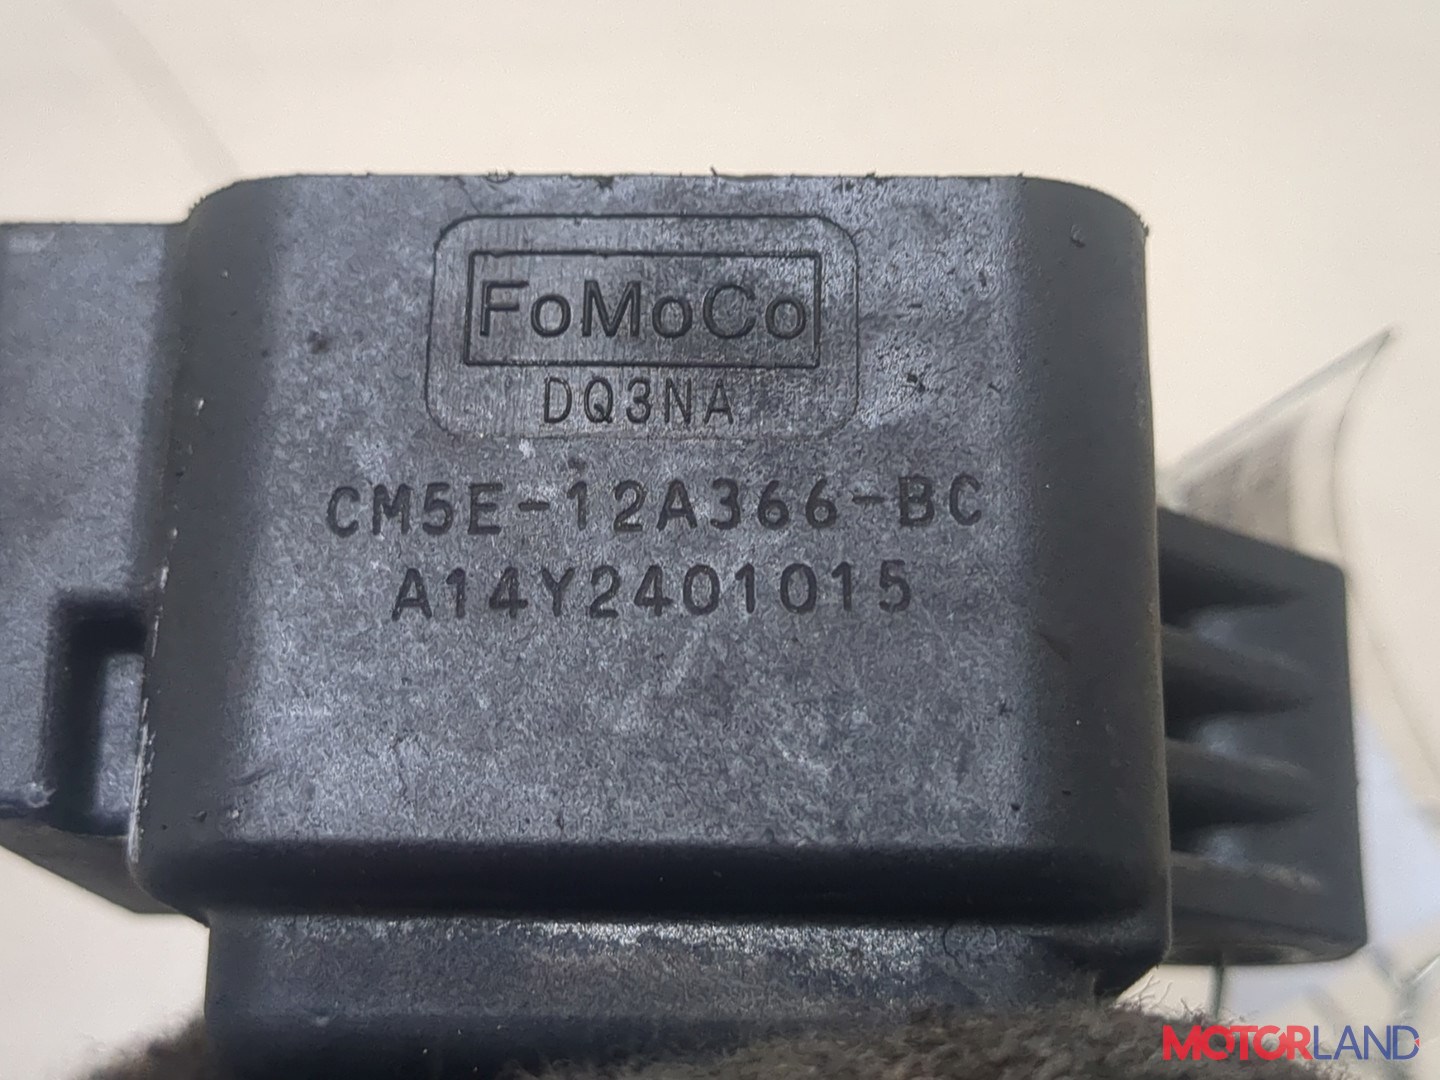 FoMoCo
DQ3NA
CM5E-12A366-BC
A14Y2401015
MOTORLAND